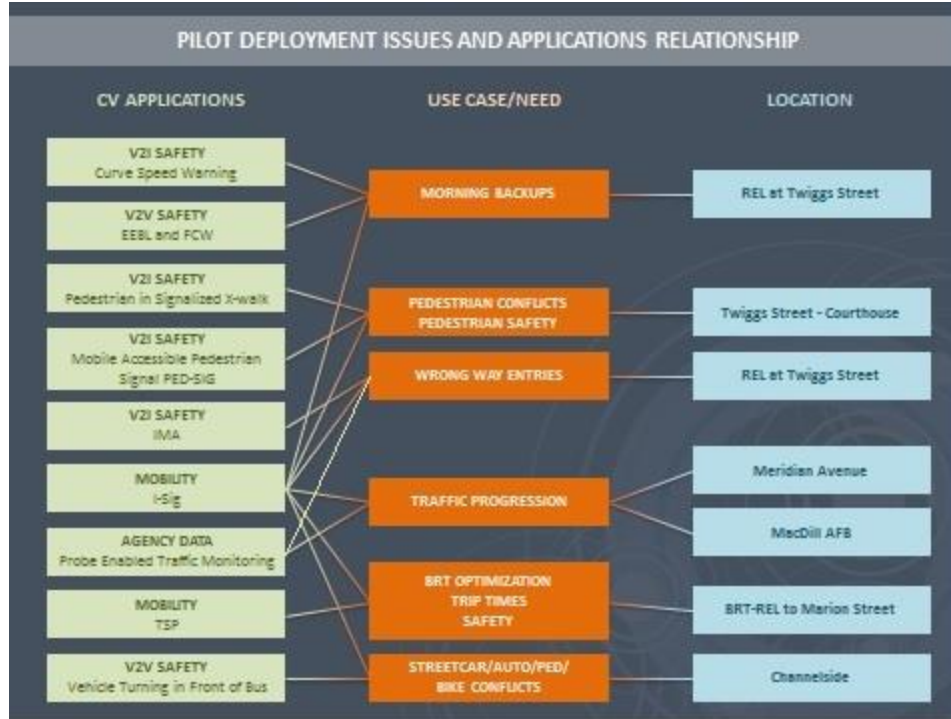 PILOT DEPLOYMENT ISSUES AND APPLICATIONS RELATIONSHIP
CV APPLICATIONS
USE CASE/NEED
LOCATION
V2I SAFETY
Curve Speed Warning
V2V SAFETY
EEBL and FCW
V2I SAFETY
Pedestrian in Signalized X-walk
V2I SAFETY
Mobile Accessible Pedestrian
Signal PED-SIG
V2I SAFETY
IMA
MOBILITY
I-Sig
AGENCY DATA
Probe Enabled Traffic Monitoring
MOBILITY
TSP
V2V SAFETY
Vehicle Turning in Front of Bus
MORNING BACKUPS
PEDESTRIAN CONFLICTS
PEDESTRIAN SAFETY
WRONG WAY ENTRIES
TRAFFIC PROGRESSION
BRT OPTIMIZATION
TRIP TIMES
SAFETY
STREETCAR/AUTO/PED/
BIKE CONFLICTS
REL at Twiggs Street
Twiggs Street - Courthouse
REL at Twiggs Street
Meridian Avenue
MacDill AFB
BRT-REL to Marion Street
Channelside